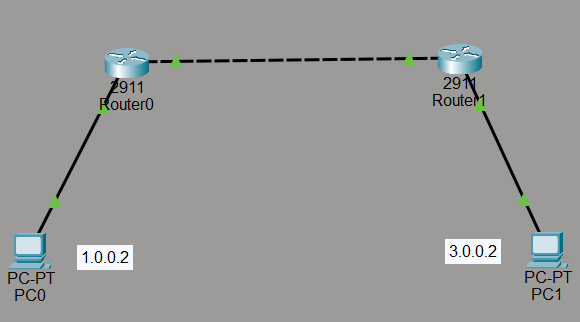 2911
Router0
2911
Router1
1.0.0.2
3.0.0.2
PC-PT
PC0
PC-PT
PC1